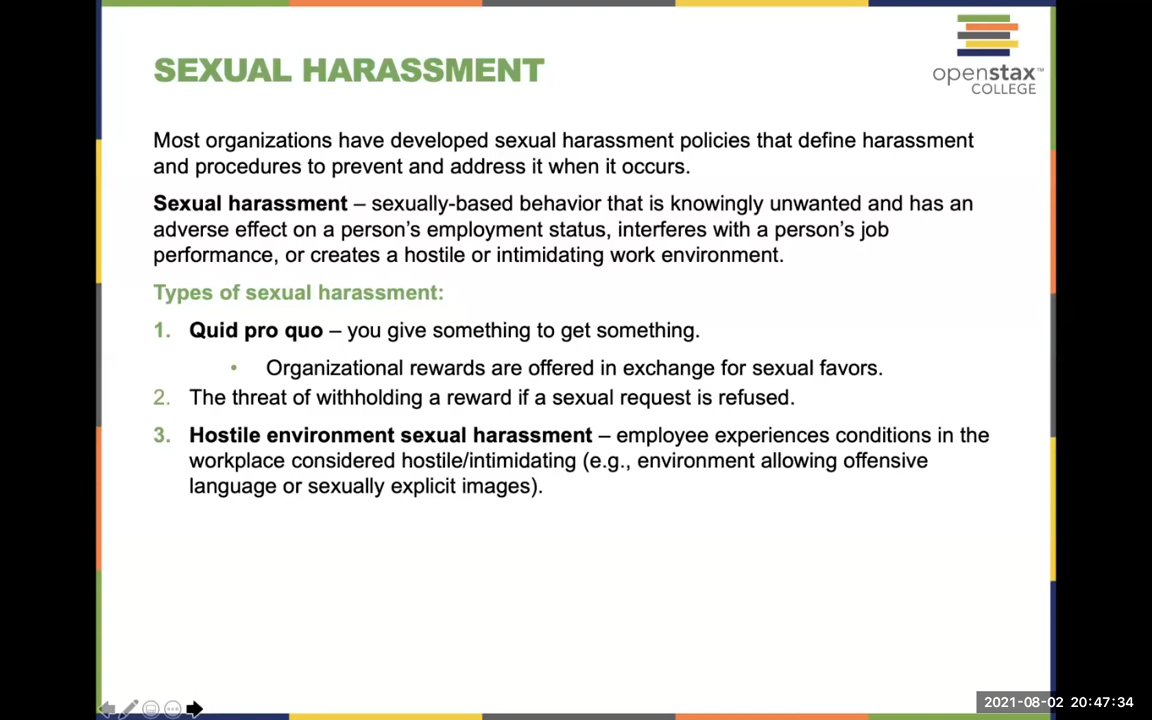 SEXUAL HARASSMENT
openstax™
COLLEGE
Most organizations have developed sexual harassment policies that define harassment
and procedures to prevent and address it when it occurs.
Sexual harassment – sexually-based behavior that is knowingly unwanted and has an
adverse effect on a person’s employment status, interferes with a person’s job
performance, or creates a hostile or intimidating work environment.
Types of sexual harassment:
1. Quid pro quo – you give something to get something.
• Organizational rewards are offered in exchange for sexual favors.
2. The threat of withholding a reward if a sexual request is refused.
3. Hostile environment sexual harassment – employee experiences conditions in the
workplace considered hostile/intimidating (e.g., environment allowing offensive
language or sexually explicit images).
2021-08-02 20:47:34